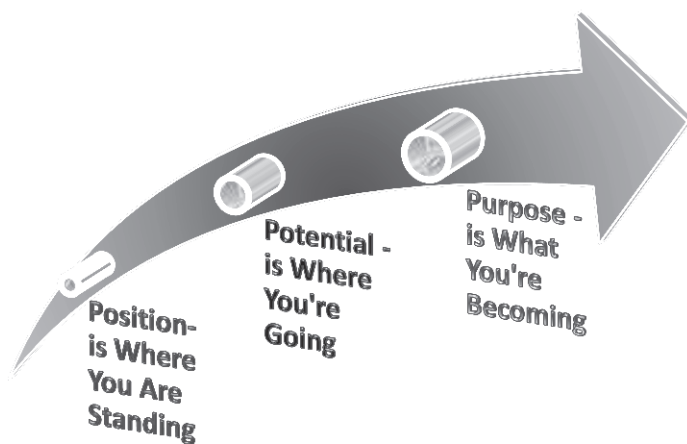 Position-
is Where
You Are
Standing
Potential -
is Where
You're
Going
Purpose -
is What
You're
Becoming